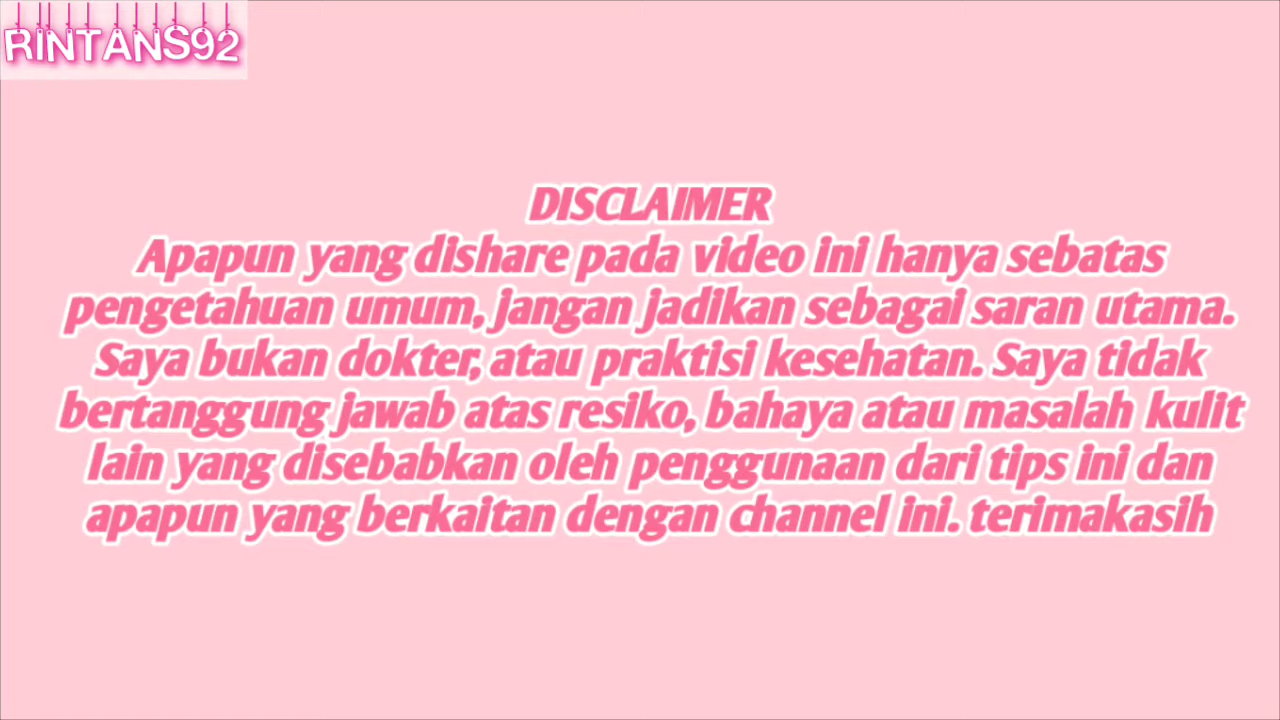 RINTANS92
DISCLAIMER
Apapun yang dishare pada video ini hanya sebatas
pengetahuan umum, jangan jadikan sebagai saran utama.
Saya bukan dokter, atau praktisi kesehatan. Saya tidak
bertanggung jawab atas resiko, bahaya atau masalah kulit
lain yang disebabkan oleh penggunaan dari tips ini dan
apapun yang berkaitan dengan channel ini. terimakasih